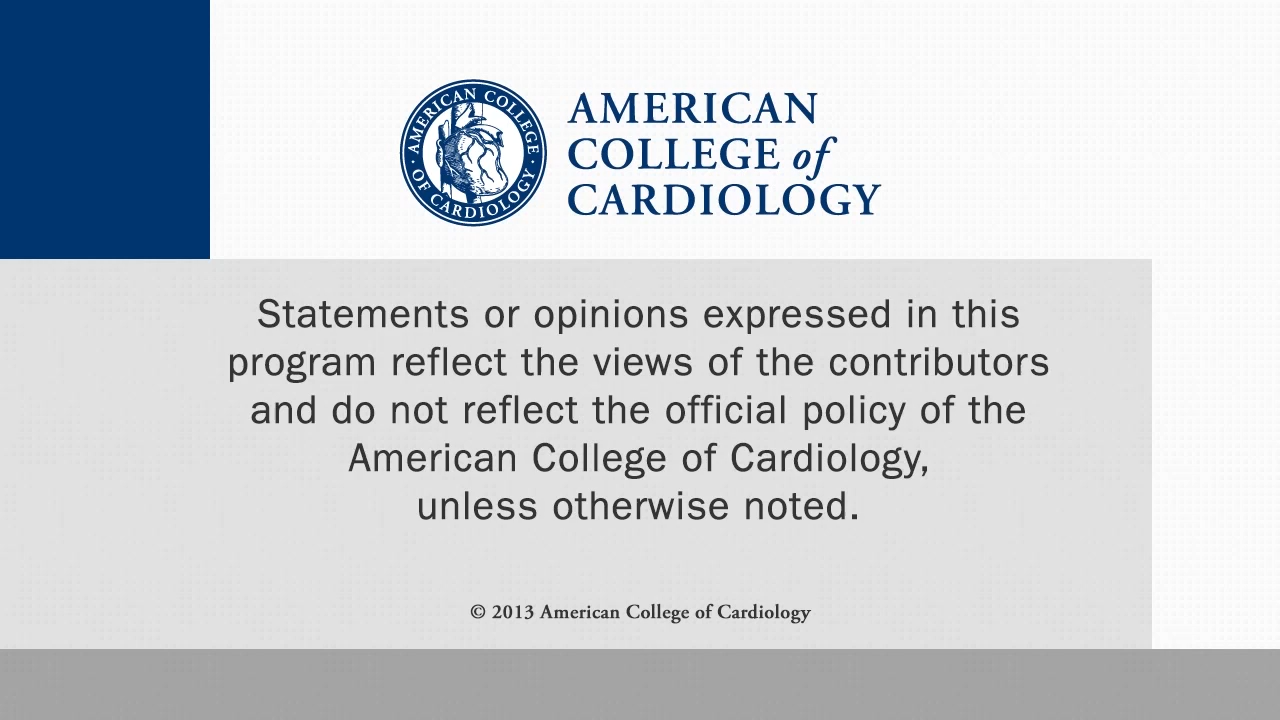 AMERICAN COLLEGE
OF CARDIOLOGY
AMERICAN
COLLEGE of
CARDIOLOGY
Statements or opinions expressed in this
program reflect the views of the contributors
and do not reflect the official policy of the
American College of Cardiology,
unless otherwise noted.
© 2013 American College of Cardiology